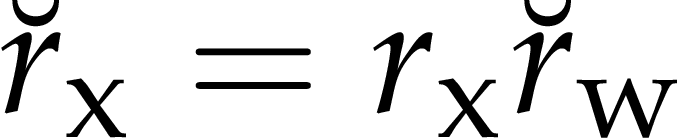 r̆ₓ = rₓr̆_W